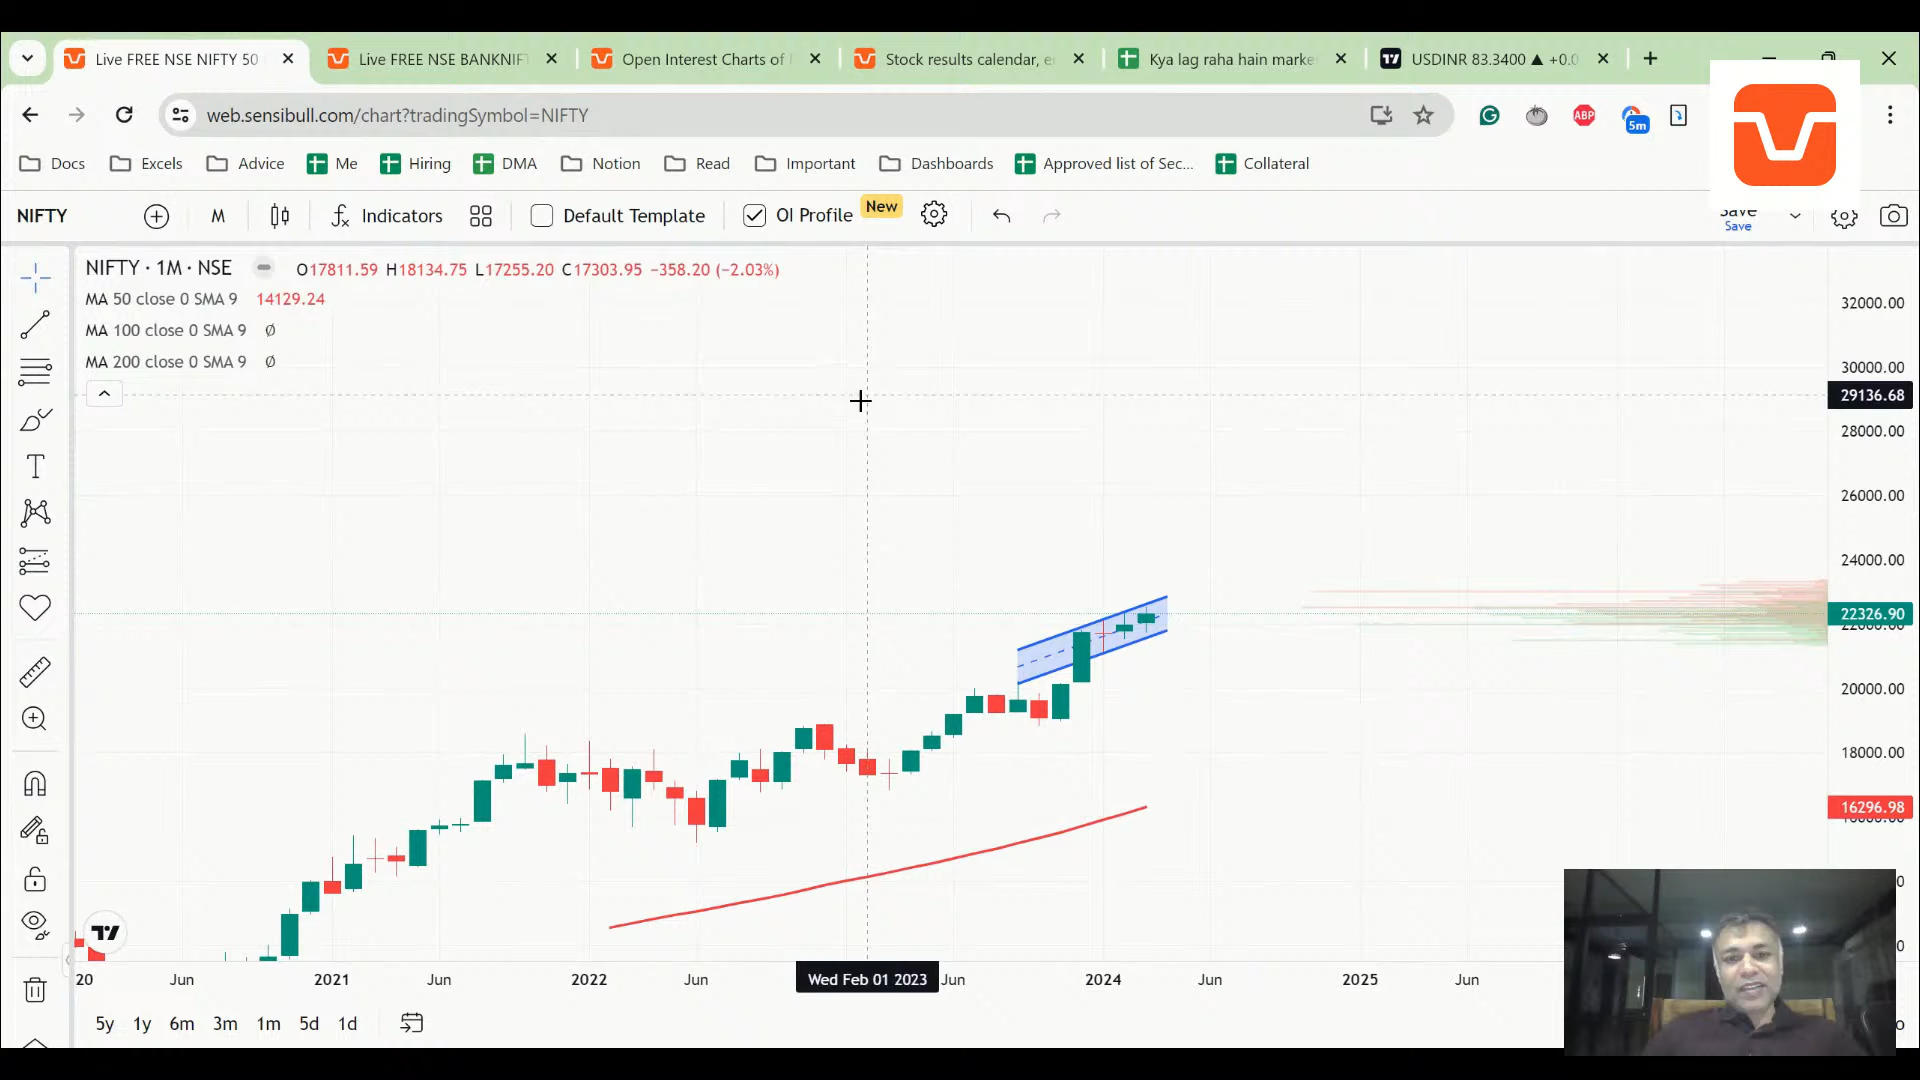 Live FREE NSE NIFTY 50
Live FREE NSE BANKNIFT
Open Interest Charts of
Stock results calendar, e
Kya lag raha hain marke
USDINR 83.3400 ▲ +0.0
web.sensibull.com/chart?tradingSymbol=NIFTY
ABP
5m
Docs
Excels
Advice
Me
Hiring
DMA
Notion
Read
Important
Dashboards
Approved list of Sec...
Collateral
NIFTY
M
Indicators
Default Template
OI Profile
New
Save
Save
NIFTY · 1M · NSE
O17811.59 H18134.75 L17255.20 C17303.95 −358.20 (−2.03%)
MA 50 close 0 SMA 9 14129.24
MA 100 close 0 SMA 9 Ø
MA 200 close 0 SMA 9 Ø
32000.00
30000.00
29136.68
28000.00
26000.00
24000.00
22326.90
20000.00
18000.00
16296.98
20
Jun
2021
Jun
2022
Jun
Wed Feb 01 2023
Jun
2024
Jun
2025
Jun
5y
1y
6m
3m
1m
5d
1d